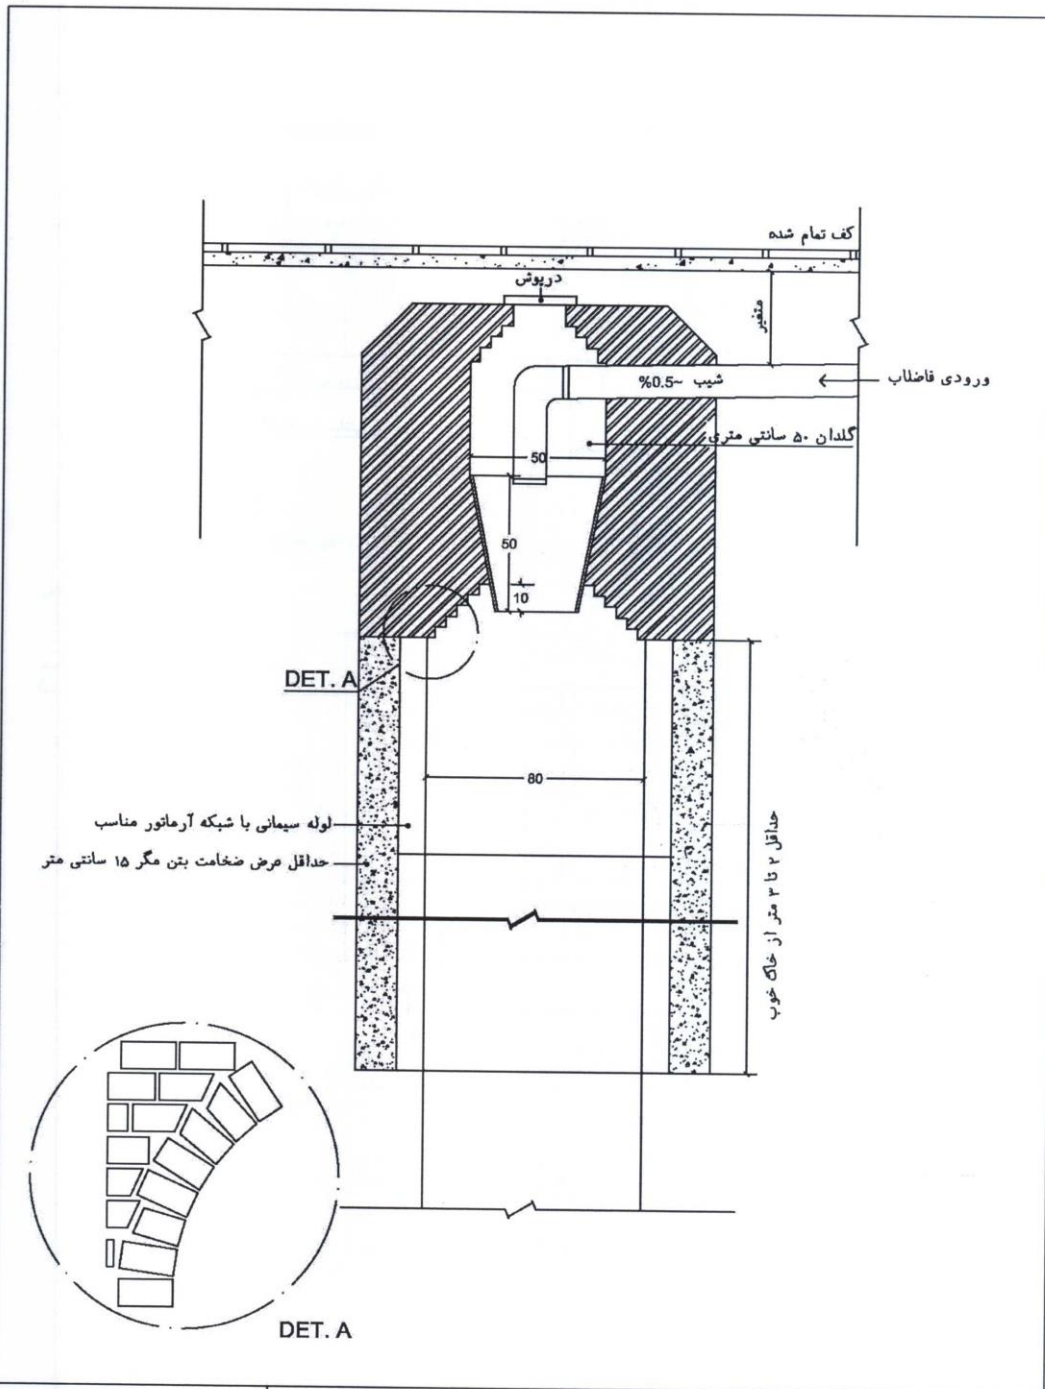 کف تمام شده
درپوش
متغیر
شیب ~0.5%
ورودی فاضلاب
گلدان ۵۰ سانتی متری
50
50
10
DET. A
80
لوله سیمانی با شبکه آرماتور مناسب
حداقل عرض ضخامت بتن مگر ۱۵ سانتی متر
حداقل ۲ تا ۳ متر از خاک خوب
DET. A